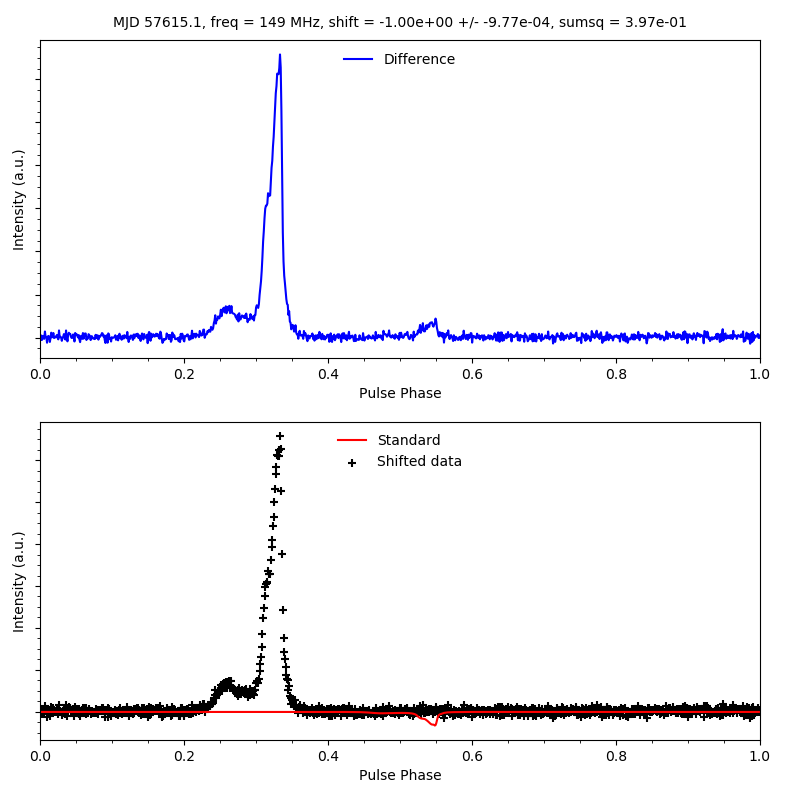 MJD 57615.1, freq = 149 MHz, shift = -1.00e+00 +/- -9.77e-04, sumsq = 3.97e-01
Difference
Intensity (a.u.)
0.0 0.2 0.4 0.6 0.8 1.0
Pulse Phase
Standard
Shifted data
Intensity (a.u.)
0.0 0.2 0.4 0.6 0.8 1.0
Pulse Phase